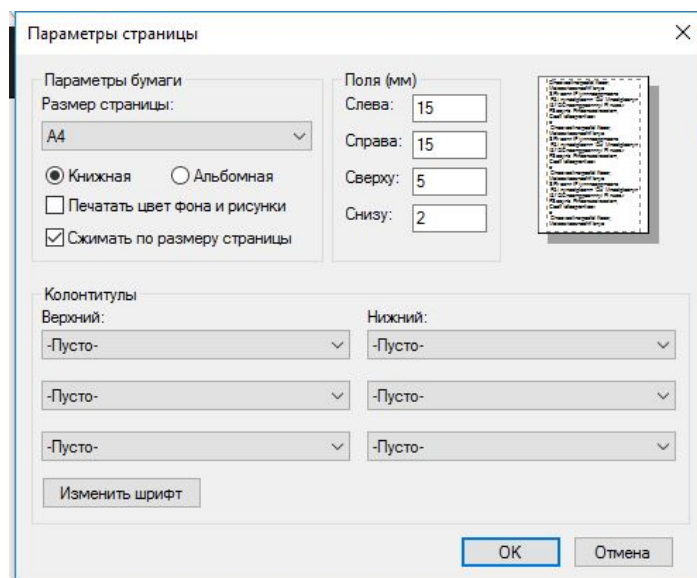 Параметры страницы
Параметры бумаги
Размер страницы:
A4
Книжная
Альбомная
Печатать цвет фона и рисунки
Сжимать по размеру страницы
Поля (мм)
Слева: 15
Справа: 15
Сверху: 5
Снизу: 2
Колонтитулы
Верхний:
Нижний:
-Пусто-
-Пусто-
-Пусто-
-Пусто-
-Пусто-
-Пусто-
Изменить шрифт
OK
Отмена